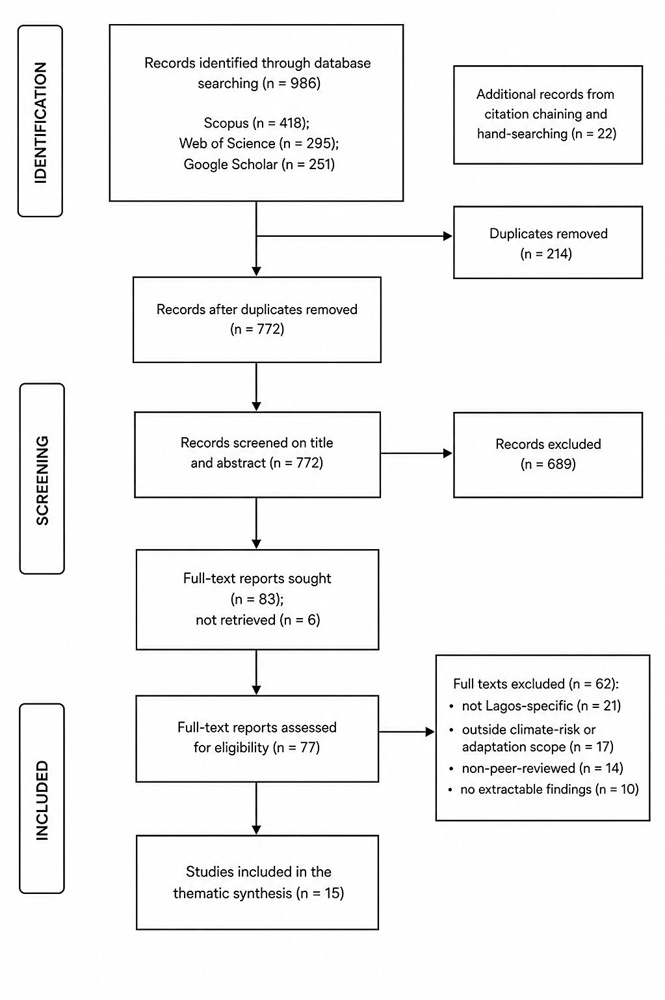 IDENTIFICATION
Records identified through database
searching (n = 986)
Scopus (n = 418);
Web of Science (n = 295);
Google Scholar (n = 251)
Additional records from
citation chaining and
hand-searching (n = 22)
Duplicates removed
(n = 214)
Records after duplicates removed
(n = 772)
SCREENING
Records screened on title
and abstract (n = 772)
Records excluded
(n = 689)
Full-text reports sought
(n = 83);
not retrieved (n = 6)
INCLUDED
Full-text reports assessed
for eligibility (n = 77)
Full texts excluded (n = 62):
• not Lagos-specific (n = 21)
• outside climate-risk or
adaptation scope (n = 17)
• non-peer-reviewed (n = 14)
• no extractable findings (n = 10)
Studies included in the
thematic synthesis (n = 15)